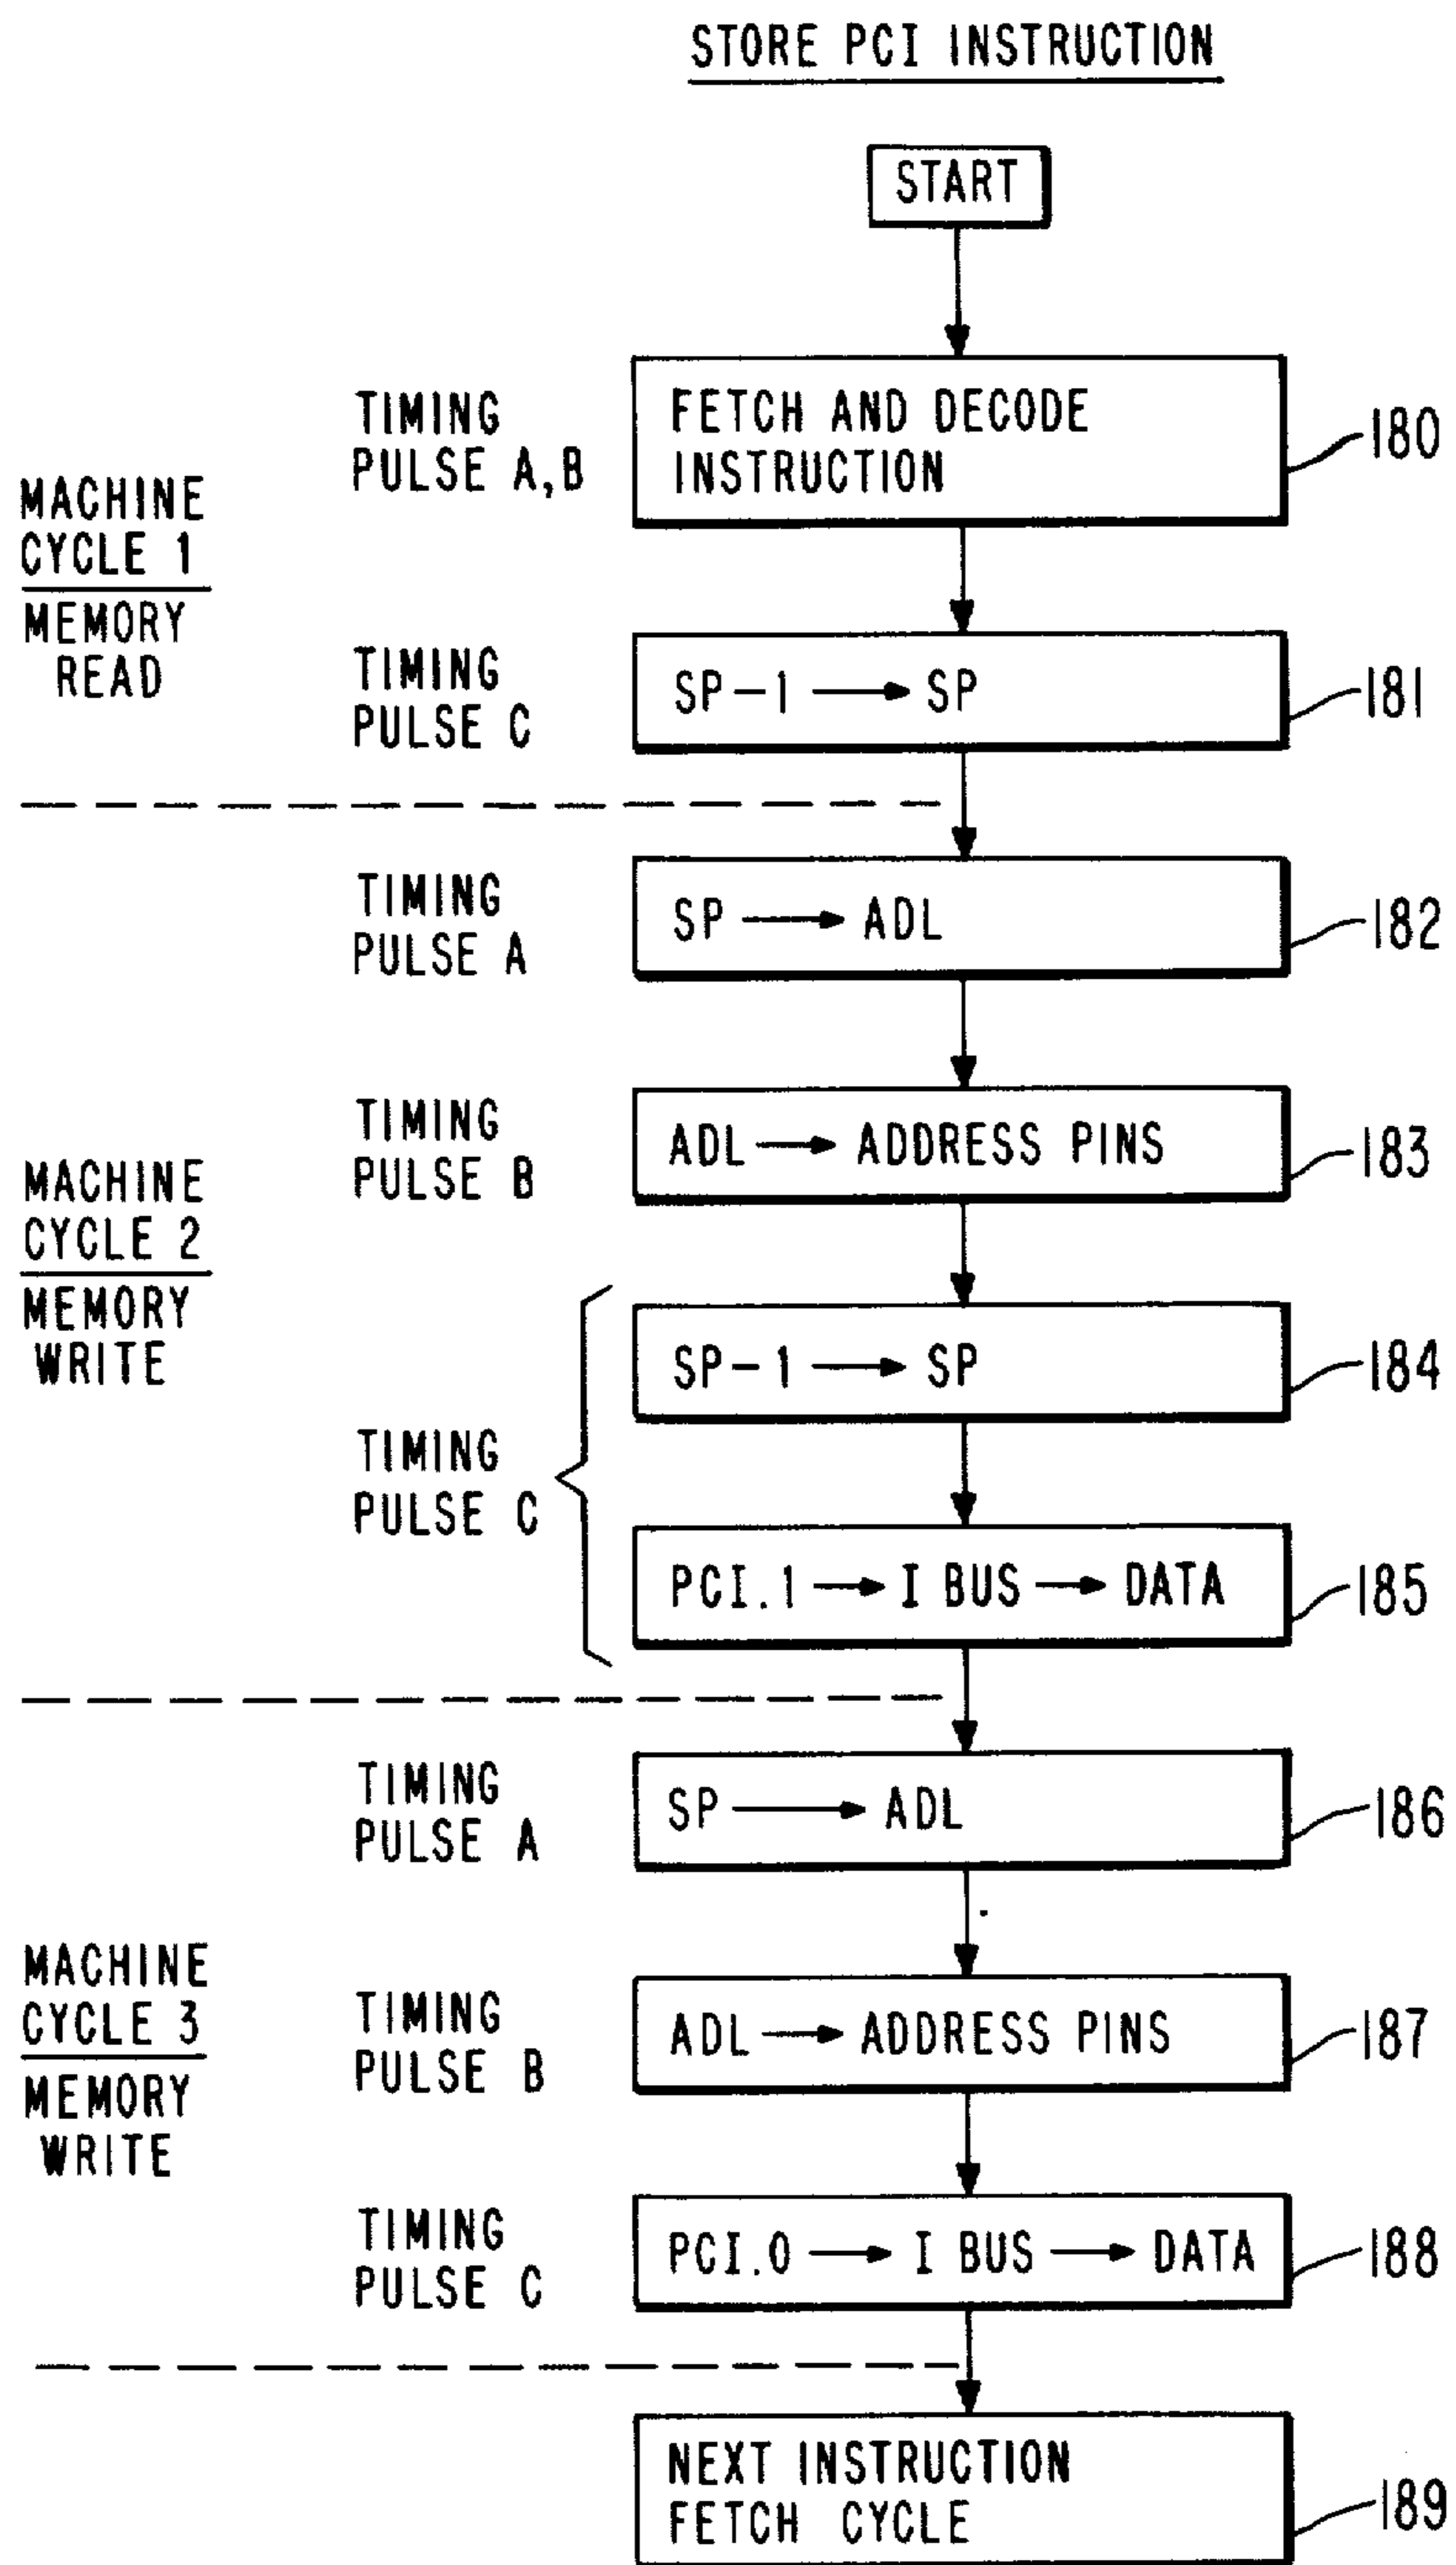 STORE PCI INSTRUCTION
START
TIMING
PULSE A,B
FETCH AND DECODE
INSTRUCTION
180
MACHINE
CYCLE 1
MEMORY
READ
TIMING
PULSE C
SP-1 → SP
181
TIMING
PULSE A
SP → ADL
182
TIMING
PULSE B
ADL → ADDRESS PINS
183
MACHINE
CYCLE 2
MEMORY
WRITE
SP-1 → SP
184
TIMING
PULSE C
PCI.1 → I BUS → DATA
185
TIMING
PULSE A
SP → ADL
186
MACHINE
CYCLE 3
MEMORY
WRITE
TIMING
PULSE B
ADL → ADDRESS PINS
187
TIMING
PULSE C
PCI.0 → I BUS → DATA
188
NEXT INSTRUCTION
FETCH CYCLE
189